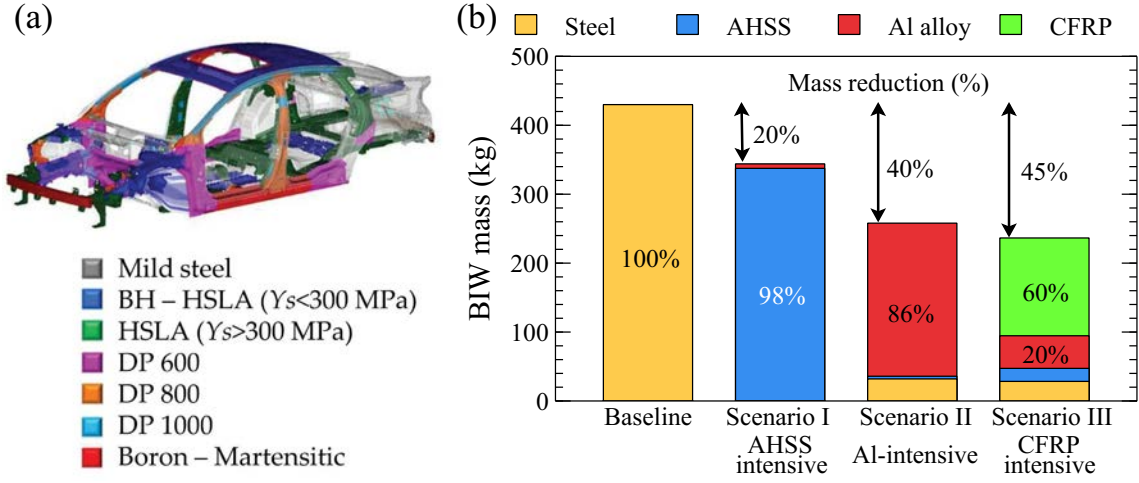 (a)
Mild steel
BH – HSLA (Ys<300 MPa)
HSLA (Ys>300 MPa)
DP 600
DP 800
DP 1000
Boron – Martensitic
(b)
Steel AHSS Al alloy CFRP
Mass reduction (%)
BIW mass (kg)
500
400
300
200
100
0
100%
20%
98%
40%
86%
45%
60%
20%
Baseline Scenario I Scenario II Scenario III
AHSS intensive
Al-intensive
CFRP intensive